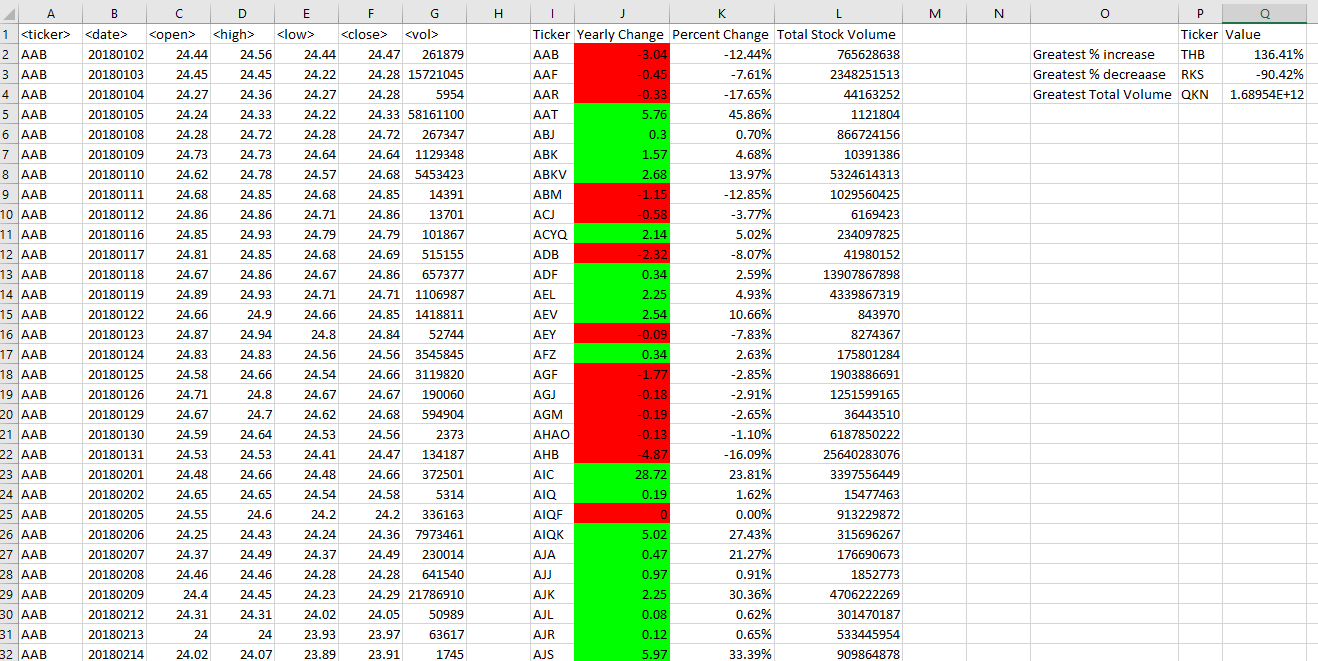 A B C D E F G H I J K L M N O P Q
1 <ticker> <date> <open> <high> <low> <close> <vol> Ticker Yearly Change Percent Change Total Stock Volume Ticker Value
2 AAB 20180102 24.44 24.56 24.44 24.47 261879 AAB -3.04 -12.44% 765628638 Greatest % increase THB 136.41%
3 AAB 20180103 24.45 24.45 24.22 24.28 15721045 AAF -0.45 -7.61% 2348251513 Greatest % decreaase RKS -90.42%
4 AAB 20180104 24.27 24.36 24.27 24.28 5954 AAR -0.33 -17.65% 44163252 Greatest Total Volume QKN 1.68954E+12
5 AAB 20180105 24.24 24.33 24.22 24.33 58161100 AAT 5.76 45.86% 1121804
6 AAB 20180108 24.28 24.72 24.28 24.72 267347 ABJ 0.3 0.70% 866724156
7 AAB 20180109 24.73 24.73 24.64 24.64 1129348 ABK 1.57 4.68% 10391386
8 AAB 20180110 24.62 24.78 24.57 24.68 5453423 ABKV 2.68 13.97% 5324614313
9 AAB 20180111 24.68 24.85 24.68 24.85 14391 ABM -1.15 -12.85% 1029560425
10 AAB 20180112 24.86 24.86 24.71 24.86 13701 ACJ -0.58 -3.77% 6169423
11 AAB 20180116 24.85 24.93 24.79 24.79 101867 ACYQ 2.14 5.02% 234097825
12 AAB 20180117 24.81 24.85 24.68 24.69 515155 ADB -2.32 -8.07% 41980152
13 AAB 20180118 24.67 24.86 24.67 24.86 657377 ADF 0.34 2.59% 13907867898
14 AAB 20180119 24.89 24.93 24.71 24.71 1106987 AEL 2.25 4.93% 4339867319
15 AAB 20180122 24.66 24.9 24.66 24.85 1418811 AEV 2.54 10.66% 843970
16 AAB 20180123 24.87 24.94 24.8 24.84 52744 AEY -0.09 -7.83% 8274367
17 AAB 20180124 24.83 24.83 24.56 24.56 3545845 AFZ 0.34 2.63% 175801284
18 AAB 20180125 24.58 24.66 24.54 24.66 3119820 AGF -1.77 -2.85% 1903886691
19 AAB 20180126 24.71 24.8 24.67 24.67 190060 AGJ -0.18 -2.91% 1251599165
20 AAB 20180129 24.67 24.7 24.62 24.68 594904 AGM -0.19 -2.65% 36443510
21 AAB 20180130 24.59 24.64 24.53 24.56 2373 AHAO -0.13 -1.10% 6187850222
22 AAB 20180131 24.53 24.53 24.41 24.47 134187 AHB -4.87 -16.09% 25640283076
23 AAB 20180201 24.48 24.66 24.48 24.66 372501 AIC 28.72 23.81% 3397556449
24 AAB 20180202 24.65 24.65 24.54 24.58 5314 AIQ 0.19 1.62% 15477463
25 AAB 20180205 24.55 24.6 24.2 24.2 336163 AIQF 0 0.00% 913229872
26 AAB 20180206 24.25 24.43 24.24 24.36 7973461 AIQK 5.02 27.43% 315696267
27 AAB 20180207 24.37 24.49 24.37 24.49 230014 AJA 0.47 21.27% 176690673
28 AAB 20180208 24.46 24.46 24.28 24.28 641540 AJJ 0.97 0.91% 1852773
29 AAB 20180209 24.4 24.45 24.23 24.29 21786910 AJK 2.25 30.36% 4706222269
30 AAB 20180212 24.31 24.31 24.02 24.05 50989 AJL 0.08 0.62% 301470187
31 AAB 20180213 24 24 23.93 23.97 63617 AJR 0.12 0.65% 533445954
32 AAB 20180214 24.02 24.07 23.89 23.91 1745 AJS 5.97 33.39% 909864878